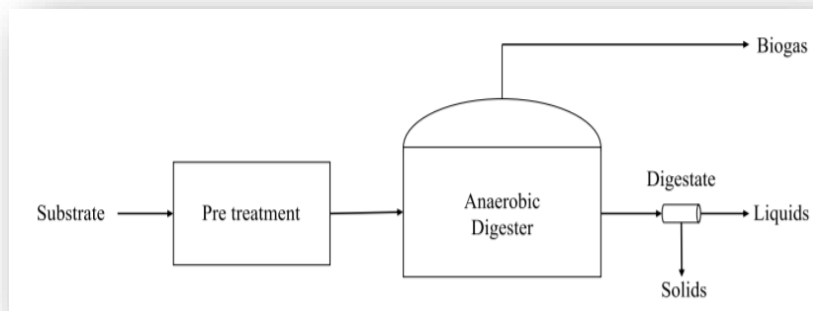 Biogas
Substrate
Pre treatment
Anaerobic
Digester
Digestate
Liquids
Solids